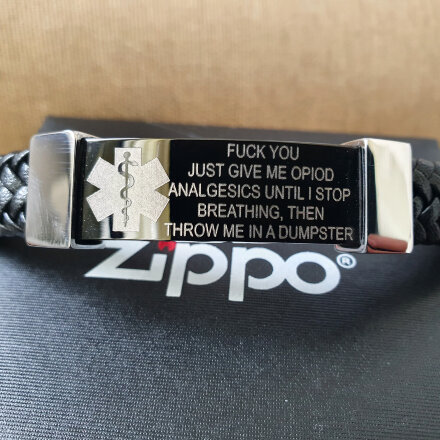 FUCK YOU
JUST GIVE ME OPIOD
ANALGESICS UNTIL I STOP
BREATHING, THEN
THROW ME IN A DUMPSTER
zippo®